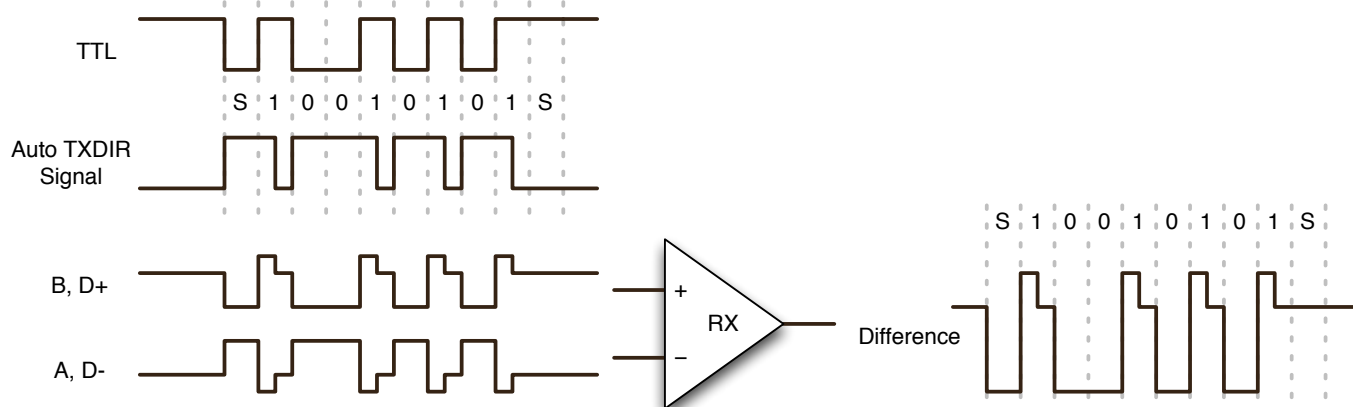 TTL
S 1 0 0 1 0 1 0 1 S
Auto TXDIR
Signal
B, D+
A, D-
+
RX
−
Difference
S 1 0 0 1 0 1 0 1 S